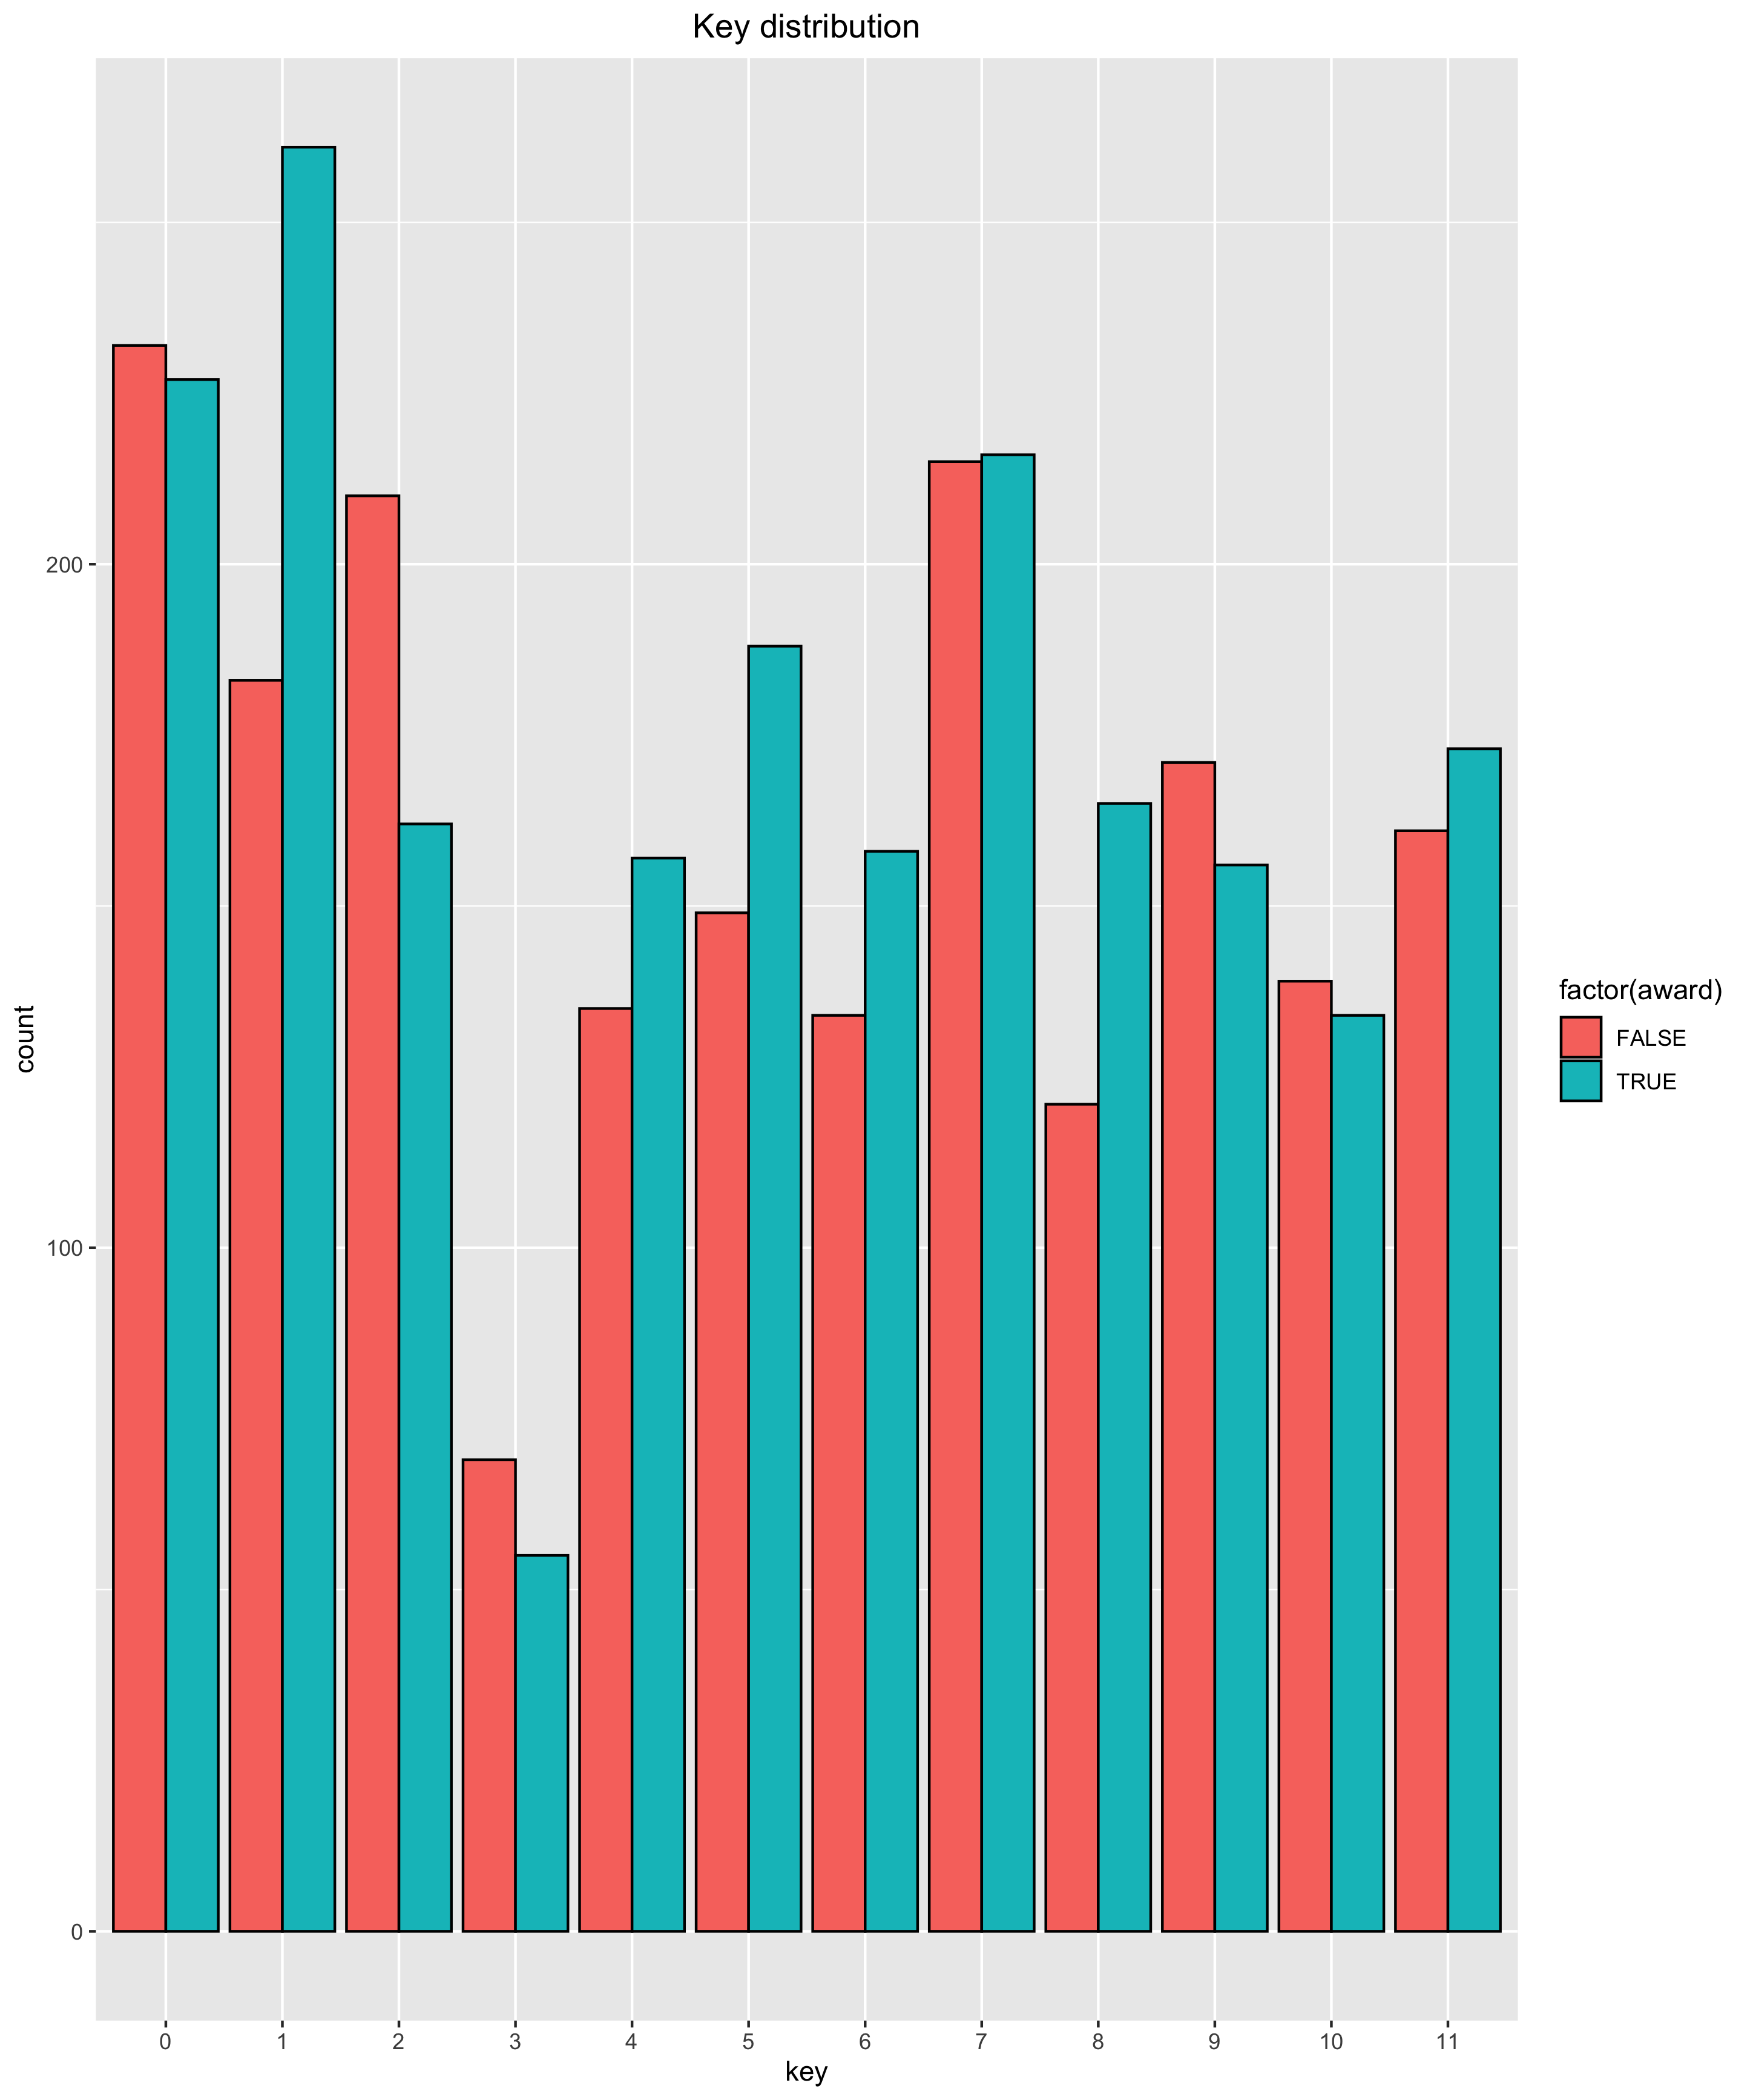 Key distribution
200
100
0
count
0 1 2 3 4 5 6 7 8 9 10 11
key
factor(award)
FALSE
TRUE